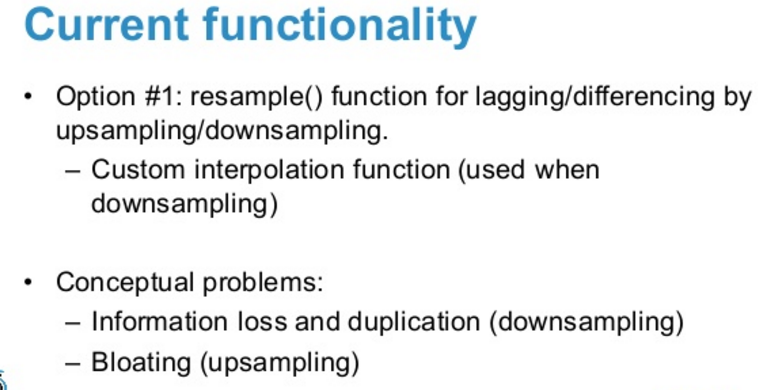 Current functionality
• Option #1: resample() function for lagging/differencing by
upsampling/downsampling.
– Custom interpolation function (used when
downsampling)
• Conceptual problems:
– Information loss and duplication (downsampling)
– Bloating (upsampling)